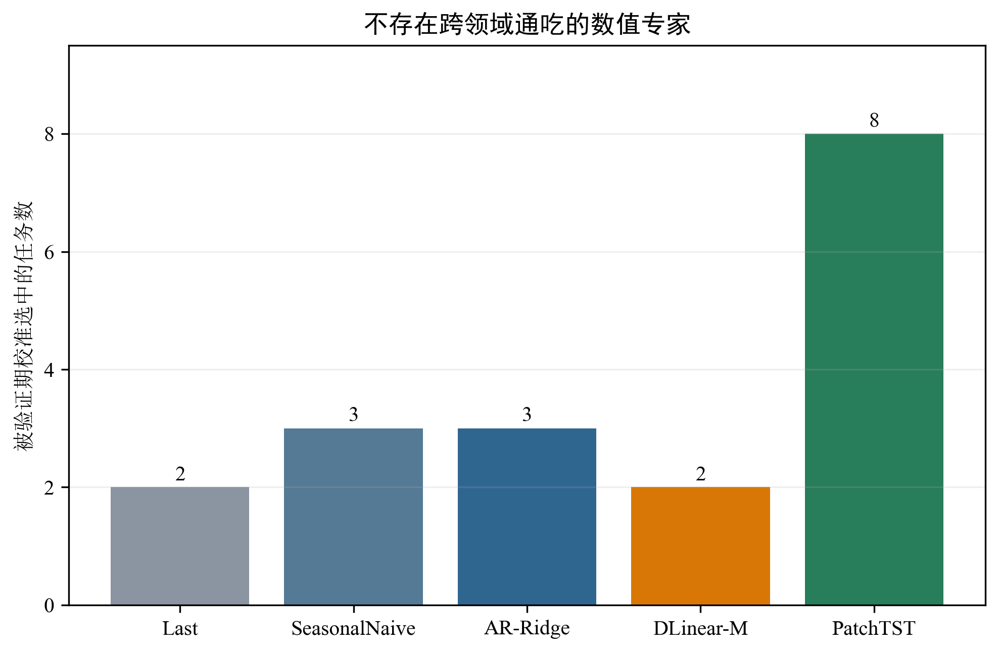 不存在跨领域通吃的数值专家
被验证期校准选中的任务数
8
6
4
2
0
2
3
3
2
8
Last
SeasonalNaive
AR-Ridge
DLinear-M
PatchTST